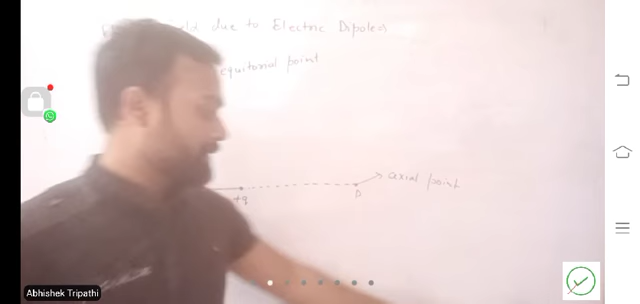 due to Electric Dipoles
equitorial point
axial point
+q
D
Abhishek Tripathi